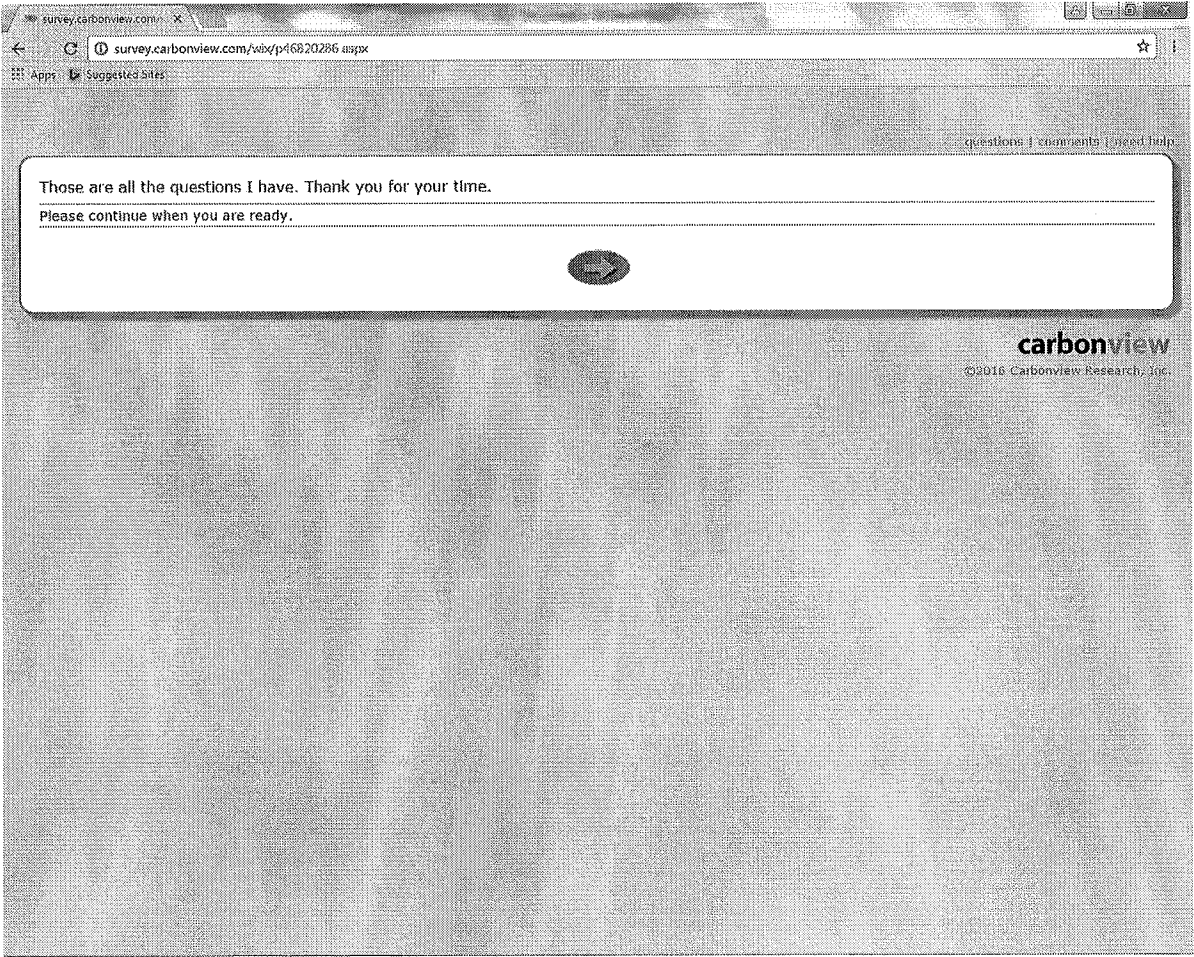 survey.carbonview.com/
survey.carbonview.com/wix/p46820286.aspx
Apps Suggested Sites
questions | comments | need help
Those are all the questions I have. Thank you for your time.
Please continue when you are ready.
carbonview
©2016 Carbonview Research, Inc.